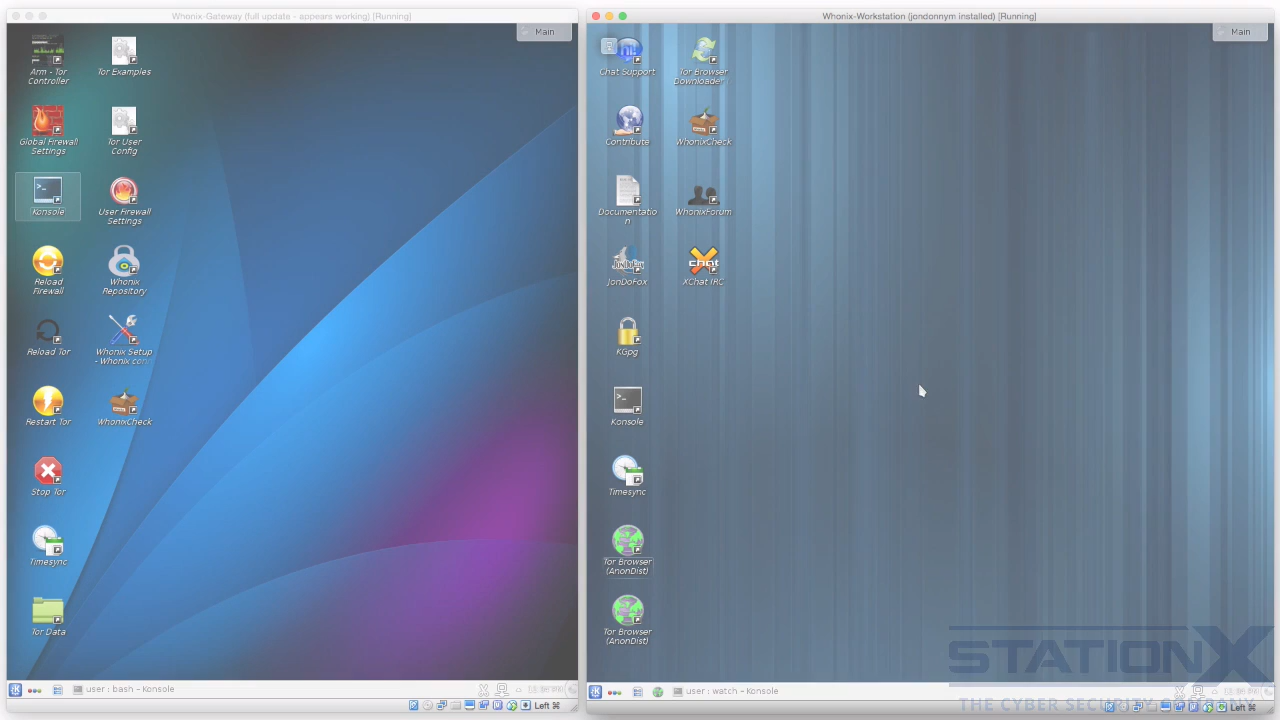 Whonix-Gateway (full update - appears working) [Running]
Main
Arm - Tor
Controller
Tor Examples
Global Firewall
Settings
Tor User
Config
Konsole
User Firewall
Settings
Reload
Firewall
Whonix
Repository
Reload Tor
Whonix Setup
- Whonix.con
Restart Tor
WhonixCheck
Stop Tor
Timesync
Tor Data
user : bash – Konsole
Left ⌘
Whonix-Workstation (jondonnym installed) [Running]
Main
Chat Support
Tor Browser
Downloader
Contribute
WhonixCheck
Documentatio
n
WhonixForum
JonDoFox
XChat IRC
KGpg
Konsole
Timesync
Tor Browser
(AnonDist)
Tor Browser
(AnonDist)
user : watch – Konsole
Left ⌘
STATIONX
THE CYBER SECURITY COMPANY